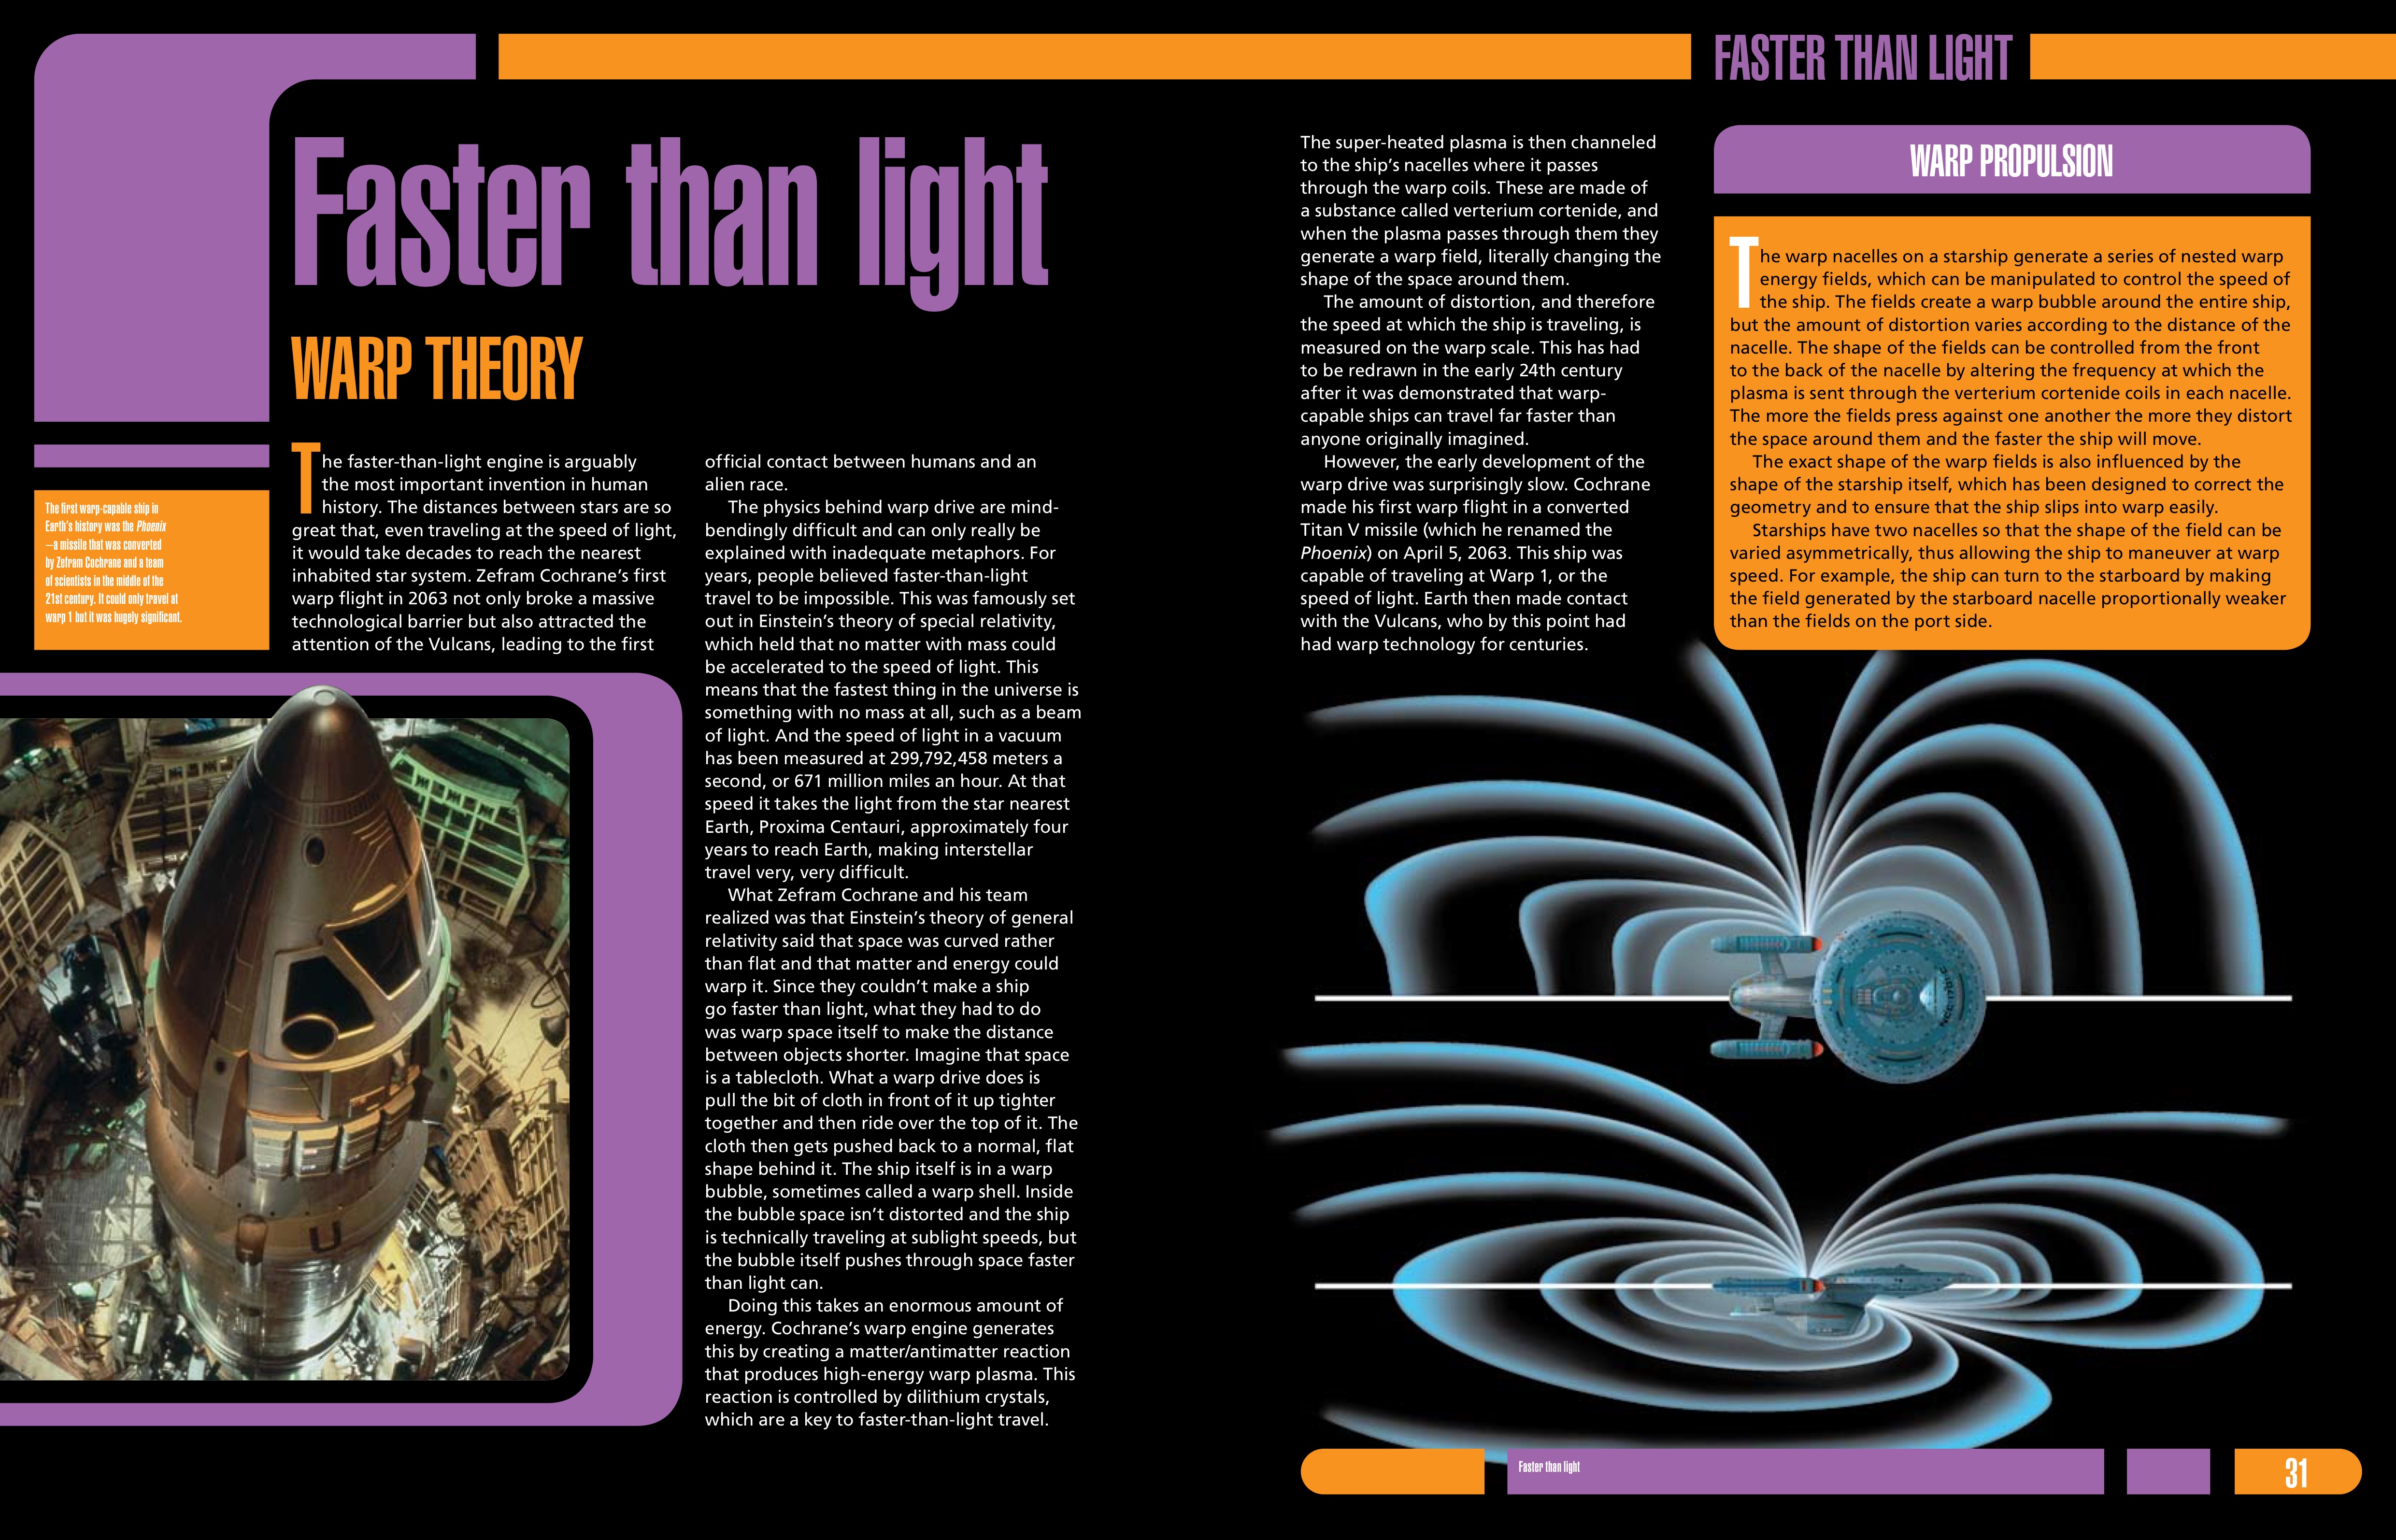 FASTER THAN LIGHT
Faster than light
WARP THEORY
The faster-than-light engine is arguably
the most important invention in human
history. The distances between stars are so
great that, even traveling at the speed of light,
it would take decades to reach the nearest
inhabited star system. Zefram Cochrane's first
warp flight in 2063 not only broke a massive
technological barrier but also attracted the
attention of the Vulcans, leading to the first
The first warp-capable ship in
Earth's history was the Phoenix
—a missile that was converted
by Zefram Cochrane and a team
of scientists in the middle of the
21st century. It could only travel at
warp 1 but it was hugely significant.
official contact between humans and an
alien race.
The physics behind warp drive are mind-
bendingly difficult and can only really be
explained with inadequate metaphors. For
years, people believed faster-than-light
travel to be impossible. This was famously set
out in Einstein's theory of special relativity,
which held that no matter with mass could
be accelerated to the speed of light. This
means that the fastest thing in the universe is
something with no mass at all, such as a beam
of light. And the speed of light in a vacuum
has been measured at 299,792,458 meters a
second, or 671 million miles an hour. At that
speed it takes the light from the star nearest
Earth, Proxima Centauri, approximately four
years to reach Earth, making interstellar
travel very, very difficult.
What Zefram Cochrane and his team
realized was that Einstein's theory of general
relativity said that space was curved rather
than flat and that matter and energy could
warp it. Since they couldn't make a ship
go faster than light, what they had to do
was warp space itself to make the distance
between objects shorter. Imagine that space
is a tablecloth. What a warp drive does is
pull the bit of cloth in front of it up tighter
together and then ride over the top of it. The
cloth then gets pushed back to a normal, flat
shape behind it. The ship itself is in a warp
bubble, sometimes called a warp shell. Inside
the bubble space isn't distorted and the ship
is technically traveling at sublight speeds, but
the bubble itself pushes through space faster
than light can.
Doing this takes an enormous amount of
energy. Cochrane's warp engine generates
this by creating a matter/antimatter reaction
that produces high-energy warp plasma. This
reaction is controlled by dilithium crystals,
which are a key to faster-than-light travel.
The super-heated plasma is then channeled
to the ship's nacelles where it passes
through the warp coils. These are made of
a substance called verterium cortenide, and
when the plasma passes through them they
generate a warp field, literally changing the
shape of the space around them.
The amount of distortion, and therefore
the speed at which the ship is traveling, is
measured on the warp scale. This has had
to be redrawn in the early 24th century
after it was demonstrated that warp-
capable ships can travel far faster than
anyone originally imagined.
However, the early development of the
warp drive was surprisingly slow. Cochrane
made his first warp flight in a converted
Titan V missile (which he renamed the
Phoenix) on April 5, 2063. This ship was
capable of traveling at Warp 1, or the
speed of light. Earth then made contact
with the Vulcans, who by this point had
had warp technology for centuries.
WARP PROPULSION
The warp nacelles on a starship generate a series of nested warp
energy fields, which can be manipulated to control the speed of
the ship. The fields create a warp bubble around the entire ship,
but the amount of distortion varies according to the distance of the
nacelle. The shape of the fields can be controlled from the front
to the back of the nacelle by altering the frequency at which the
plasma is sent through the verterium cortenide coils in each nacelle.
The more the fields press against one another the more they distort
the space around them and the faster the ship will move.
The exact shape of the warp fields is also influenced by the
shape of the starship itself, which has been designed to correct the
geometry and to ensure that the ship slips into warp easily.
Starships have two nacelles so that the shape of the field can be
varied asymmetrically, thus allowing the ship to maneuver at warp
speed. For example, the ship can turn to the starboard by making
the field generated by the starboard nacelle proportionally weaker
than the fields on the port side.
NCC-1701-C
Faster than light
31